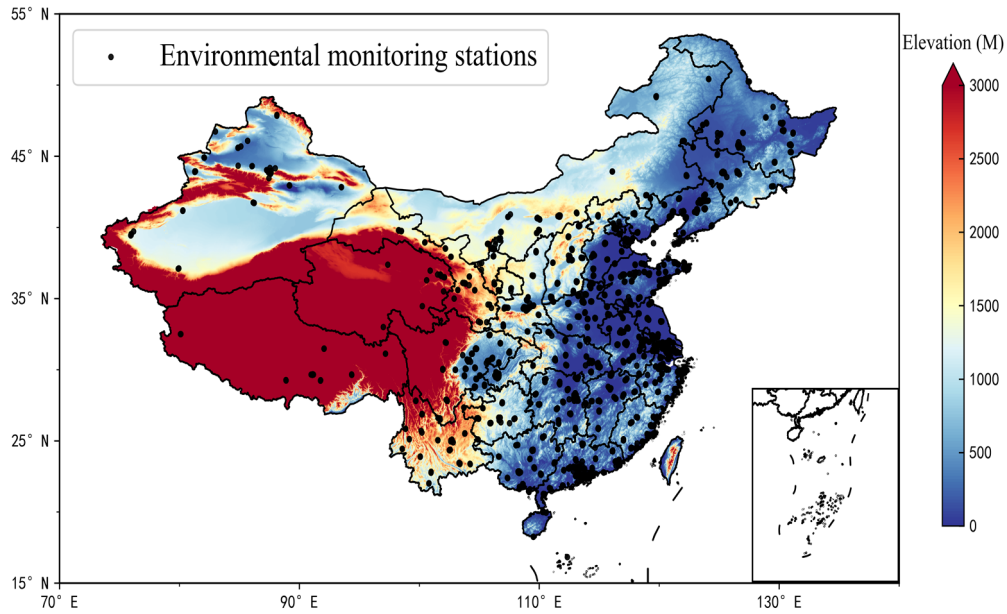 55° N
Environmental monitoring stations
Elevation (M)
3000
45° N
2500
2000
35° N
1500
1000
25° N
500
0
15° N
70° E
90° E
110° E
130° E